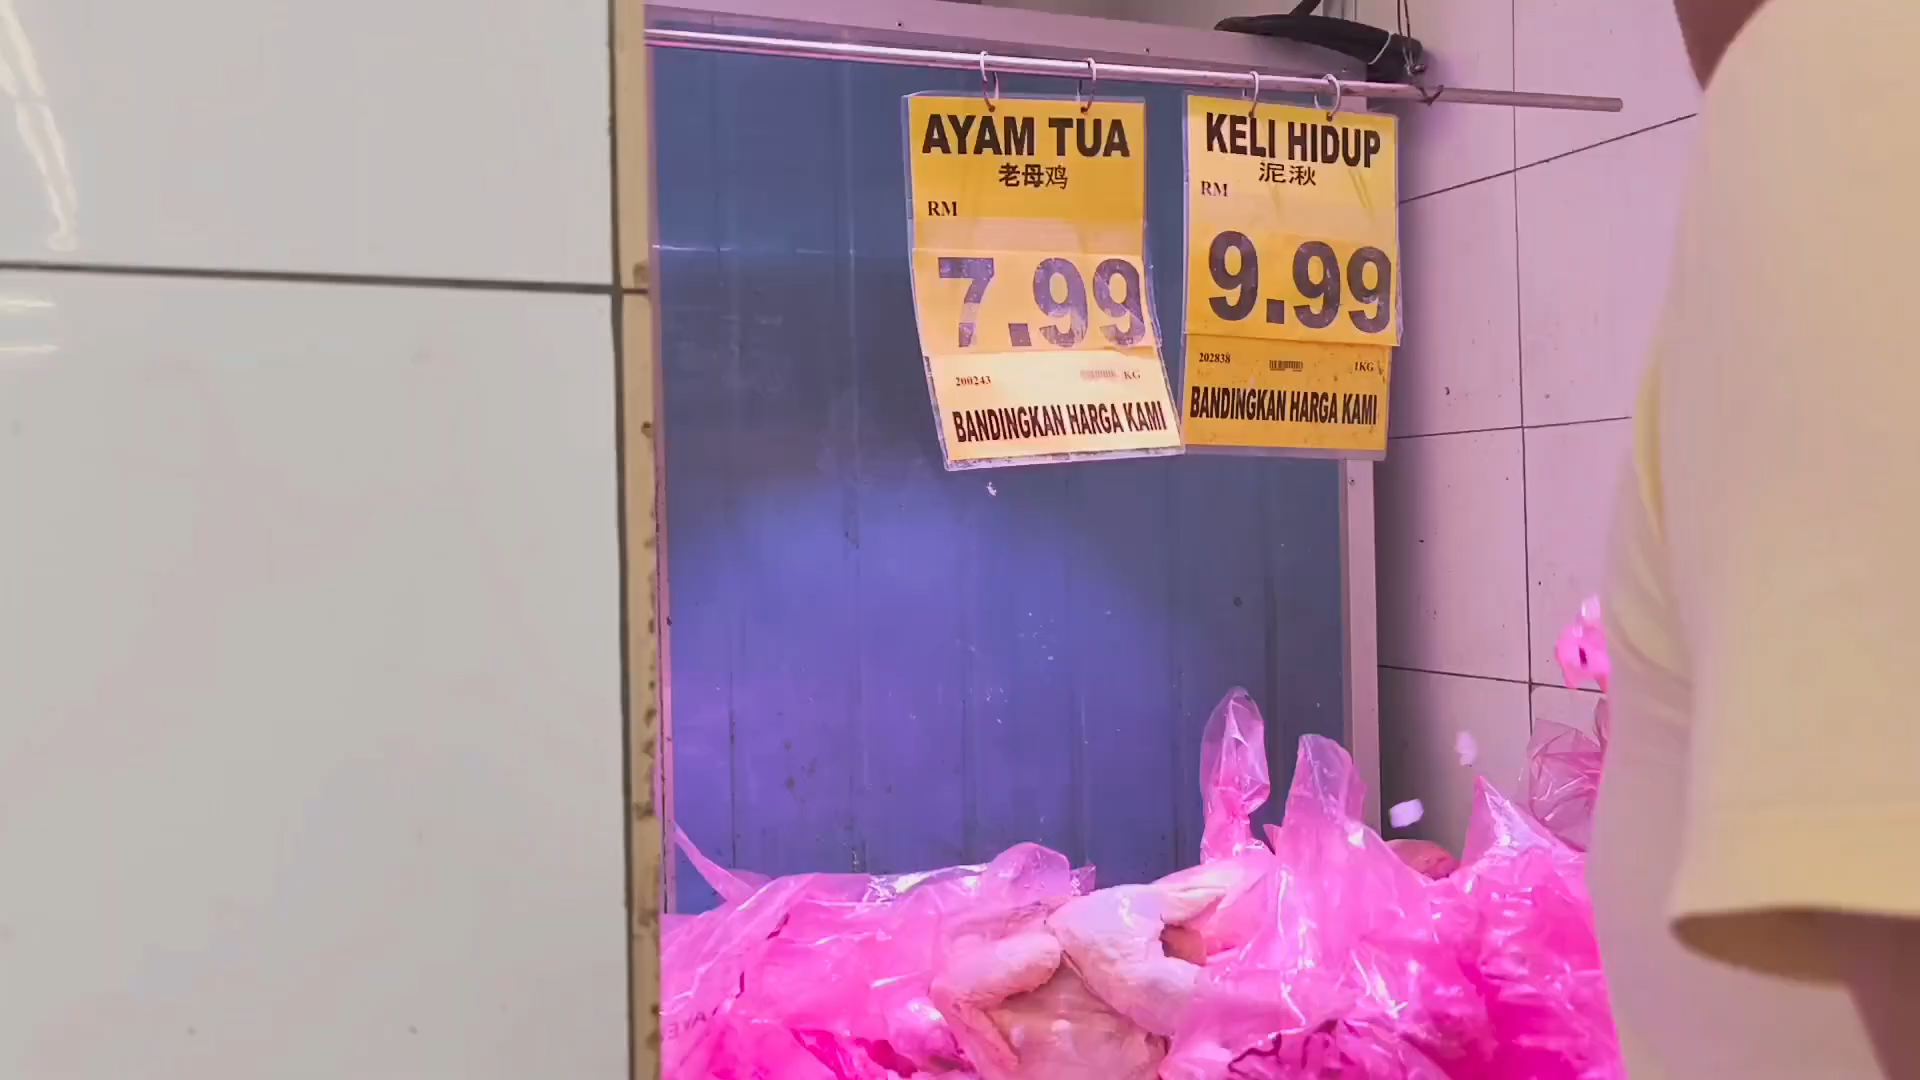 AYAM TUA
老母鸡
RM
7.99
200243
KG
BANDINGKAN HARGA KAMI
KELI HIDUP
泥湫
RM
9.99
202838
1KG
BANDINGKAN HARGA KAMI